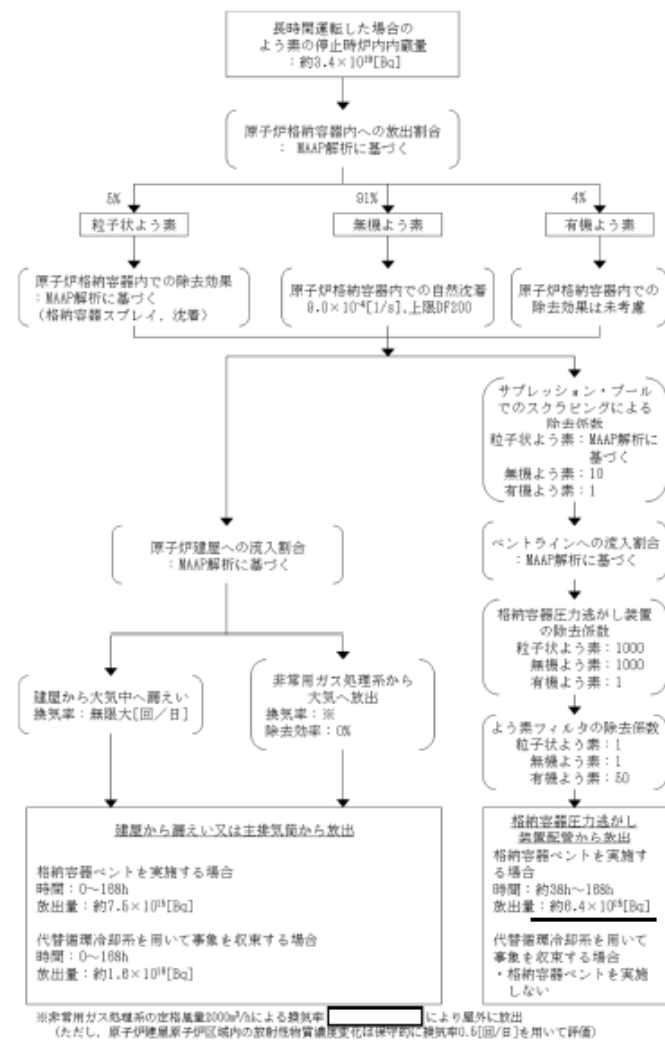 長時間運転した場合の
よう素の停止時炉内内蔵量
：約3.4×10¹⁹[Bq]
原子炉格納容器内への放出割合
： MAAP解析に基づく
5%
91%
4%
粒子状よう素
無機よう素
有機よう素
原子炉格納容器内での除去効果
：MAAP解析に基づく
(格納容器スプレイ，沈着)
原子炉格納容器内での自然沈着
9.0×10⁻⁴[1/s]，上限DF200
原子炉格納容器内での
除去効果は未考慮
サプレッション・プール
でのスクラビングによる
除去係数
粒子状よう素：MAAP解析に
基づく
無機よう素：10
有機よう素：1
原子炉建屋への流入割合
：MAAP解析に基づく
ベントラインへの流入割合
：MAAP解析に基づく
格納容器圧力逃がし装置
の除去係数
粒子状よう素：1000
無機よう素：1000
有機よう素：1
建屋から大気中へ漏えい
換気率：無限大[回／日]
非常用ガス処理系から
大気へ放出
換気率：※
除去効率：0%
よう素フィルタの除去係数
粒子状よう素：1
無機よう素：1
有機よう素：50
建屋から漏えい又は主排気筒から放出
格納容器ベントを実施する場合
時間：0～168h
放出量：約7.5×10¹⁵[Bq]
代替循環冷却系を用いて事象を収束する場合
時間：0～168h
放出量：約1.6×10¹⁶[Bq]
格納容器圧力逃がし
装置配管から放出
格納容器ベントを実施す
る場合
時間：約38h～168h
放出量：約6.4×10¹⁵[Bq]
代替循環冷却系を用いて
事象を収束する場合
・格納容器ベントを実施
しない
※非常用ガス処理系の定格風量2000m³/hによる換気率 により屋外に放出
(ただし，原子炉建屋原子炉区域内の放射性物質濃度変化は保守的に換気率0.5[回/日]を用いて評価)